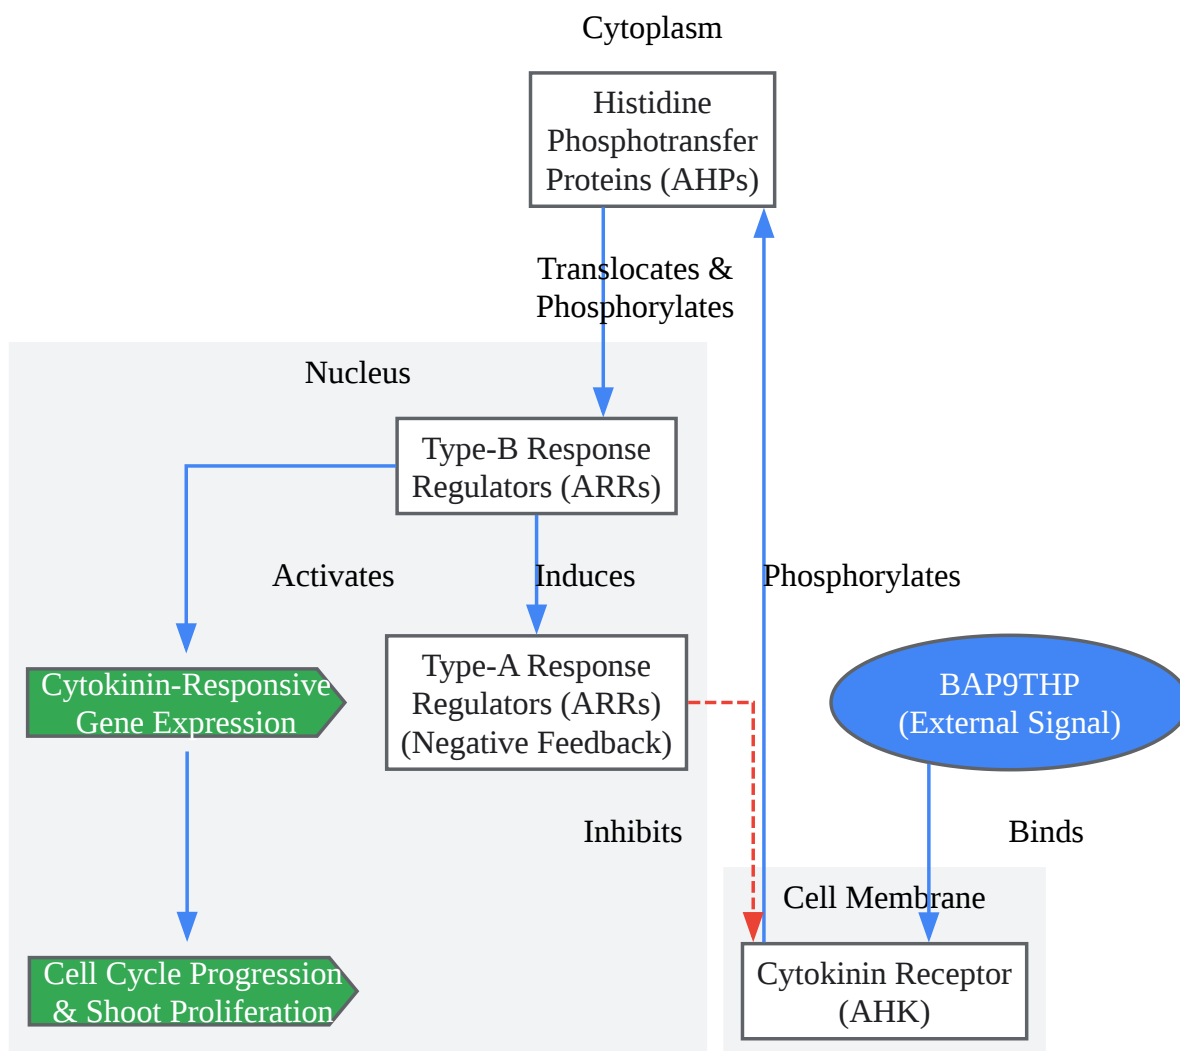 Cytoplasm
Histidine
Phosphotransfer
Proteins (AHPs)
Translocates &
Phosphorylates
Nucleus
Type-B Response
Regulators (ARRs)
Activates
Induces
Phosphorylates
Type-A Response
Regulators (ARRs)
(Negative Feedback)
Cytokinin-Responsive
Gene Expression
BAP9THP
(External Signal)
Inhibits
Binds
Cell Membrane
Cell Cycle Progression
& Shoot Proliferation
Cytokinin Receptor
(AHK)